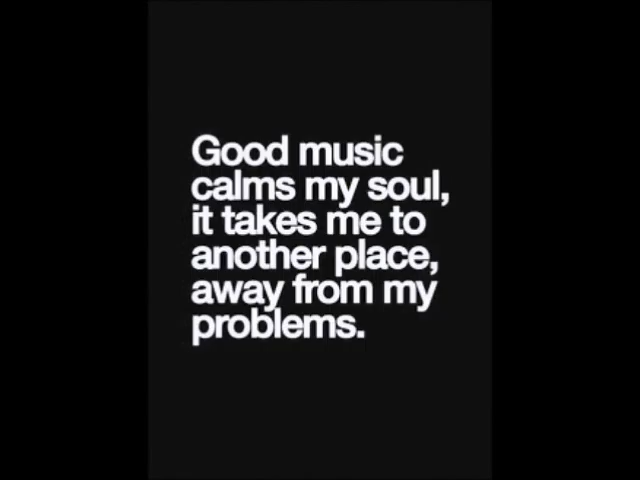 Good music
calms my soul,
it takes me to
another place,
away from my
problems.